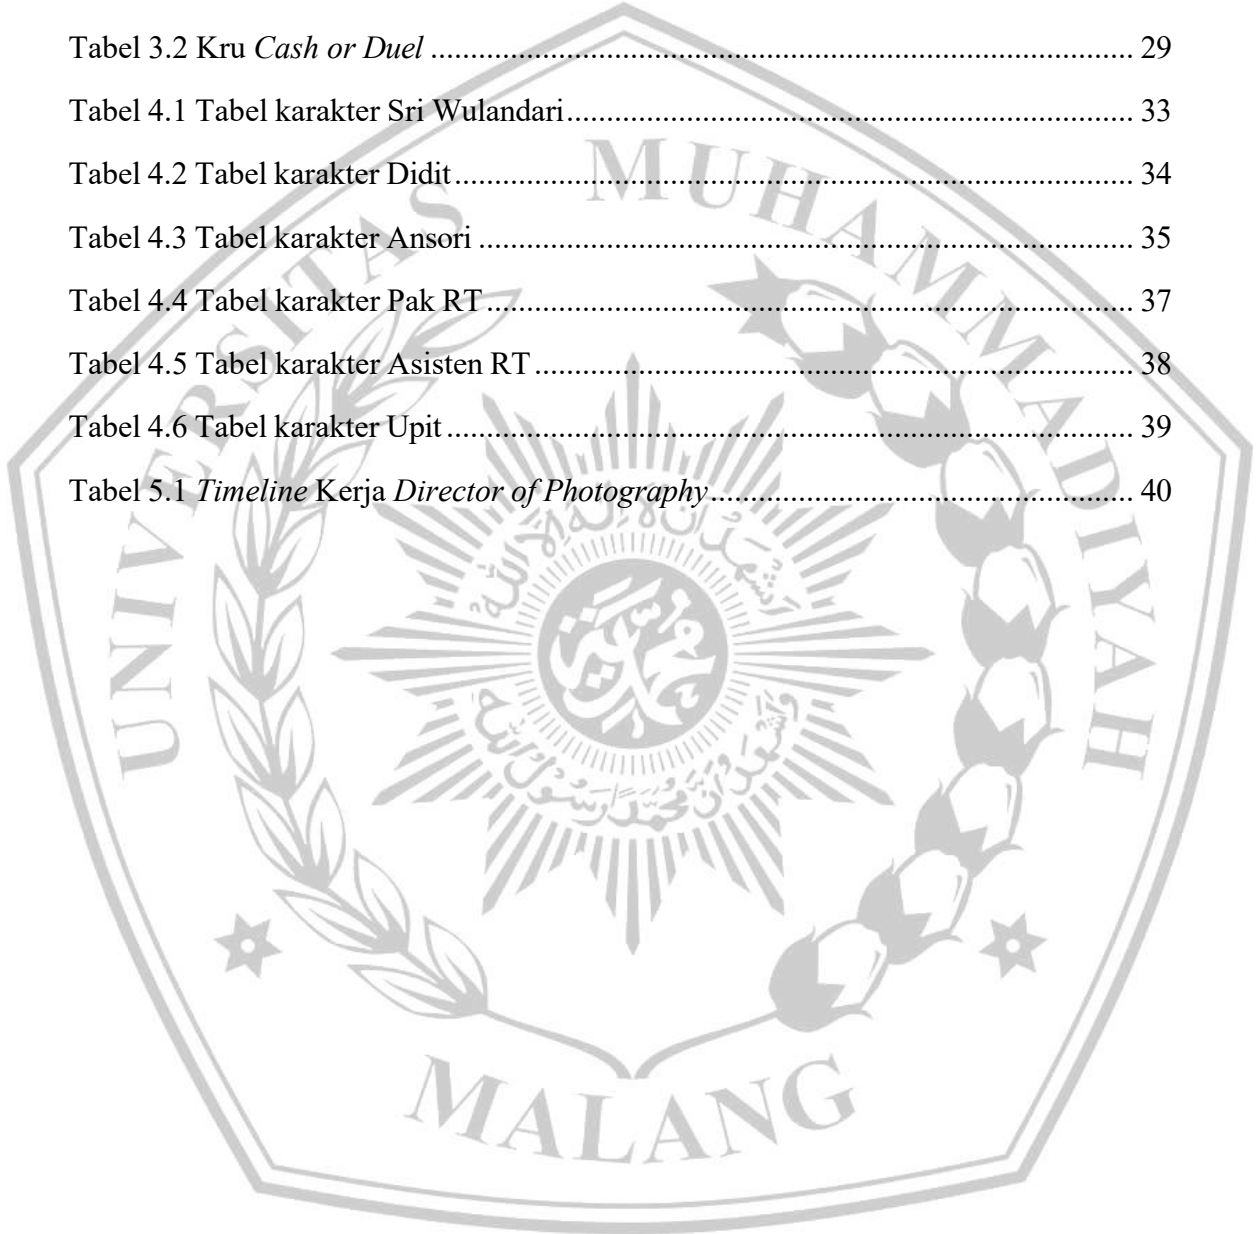 Tabel 3.2 Kru Cash or Duel ........................................................................................ 29
Tabel 4.1 Tabel karakter Sri Wulandari....................................................................... 33
Tabel 4.2 Tabel karakter Didit..................................................................................... 34
Tabel 4.3 Tabel karakter Ansori .................................................................................. 35
Tabel 4.4 Tabel karakter Pak RT ................................................................................. 37
Tabel 4.5 Tabel karakter Asisten RT ........................................................................... 38
Tabel 4.6 Tabel karakter Upit ...................................................................................... 39
Tabel 5.1 Timeline Kerja Director of Photography ..................................................... 40
UNIVERSITAS MUHAMMADIYAH
MALANG